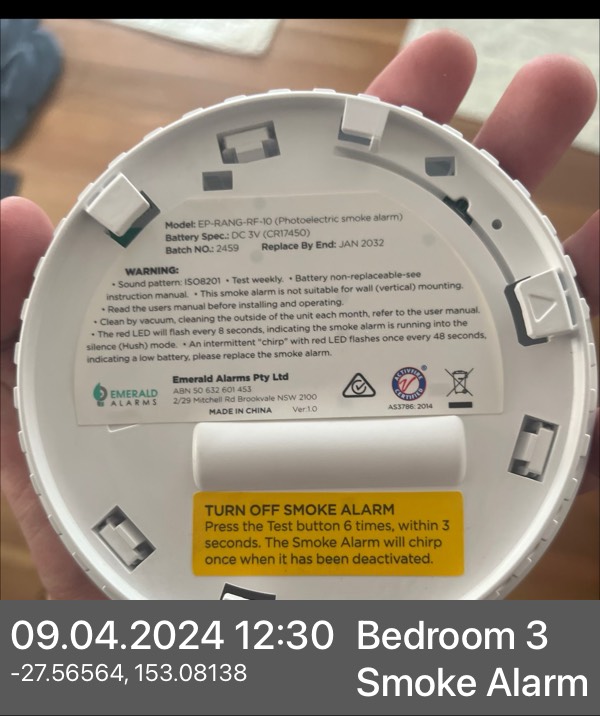 Model: EP-RANG-RF-10 (Photoelectric smoke alarm)
Battery Spec.: DC 3V (CR17450)
Batch NO.: 2459 Replace By End: JAN 2032
WARNING:
• Sound pattern: ISO8201 • Test weekly. • Battery non-replaceable-see
instruction manual. • This smoke alarm is not suitable for wall (vertical) mounting.
• Read the users manual before installing and operating.
• Clean by vacuum, cleaning the outside of the unit each month, refer to user manual.
• The red LED will flash every 8 seconds, indicating the smoke alarm is running into the
silence (Hush) mode. • An intermittent "chirp" with red LED flashes once every 48 seconds,
indicating a low battery, please replace the smoke alarm.
EMERALD
ALARMS
Emerald Alarms Pty Ltd
ABN 50 632 601 453
2/29 Mitchell Rd Brookvale NSW 2100
MADE IN CHINA Ver 1.0
ACTIVFIRE
CERTIFIED
AS3786: 2014
TURN OFF SMOKE ALARM
Press the Test button 6 times, within 3
seconds. The Smoke Alarm will chirp
once when it has been deactivated.
09.04.2024 12:30 Bedroom 3
-27.56564, 153.08138 Smoke Alarm